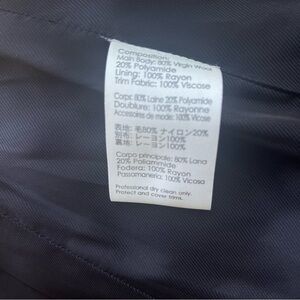 Composition:
Main Body: 80% Virgin Wool
20% Polyamide
Lining: 100% Rayon
Trim Fabric: 100% Viscose
Corps: 80% Laine 20% Polyamide
Doublure: 100% Rayonne
Accessoires de mode: 100% Viscose
表地: 毛80% ナイロン20%
別布: レーヨン100%
裏地: レーヨン100%
Corpo principale: 80% Lana
20% Poliammide
Fodera: 100% Rayon
Passamaneria: 100% Viscosa
Professional dry clean only.
Protect and cover trims.